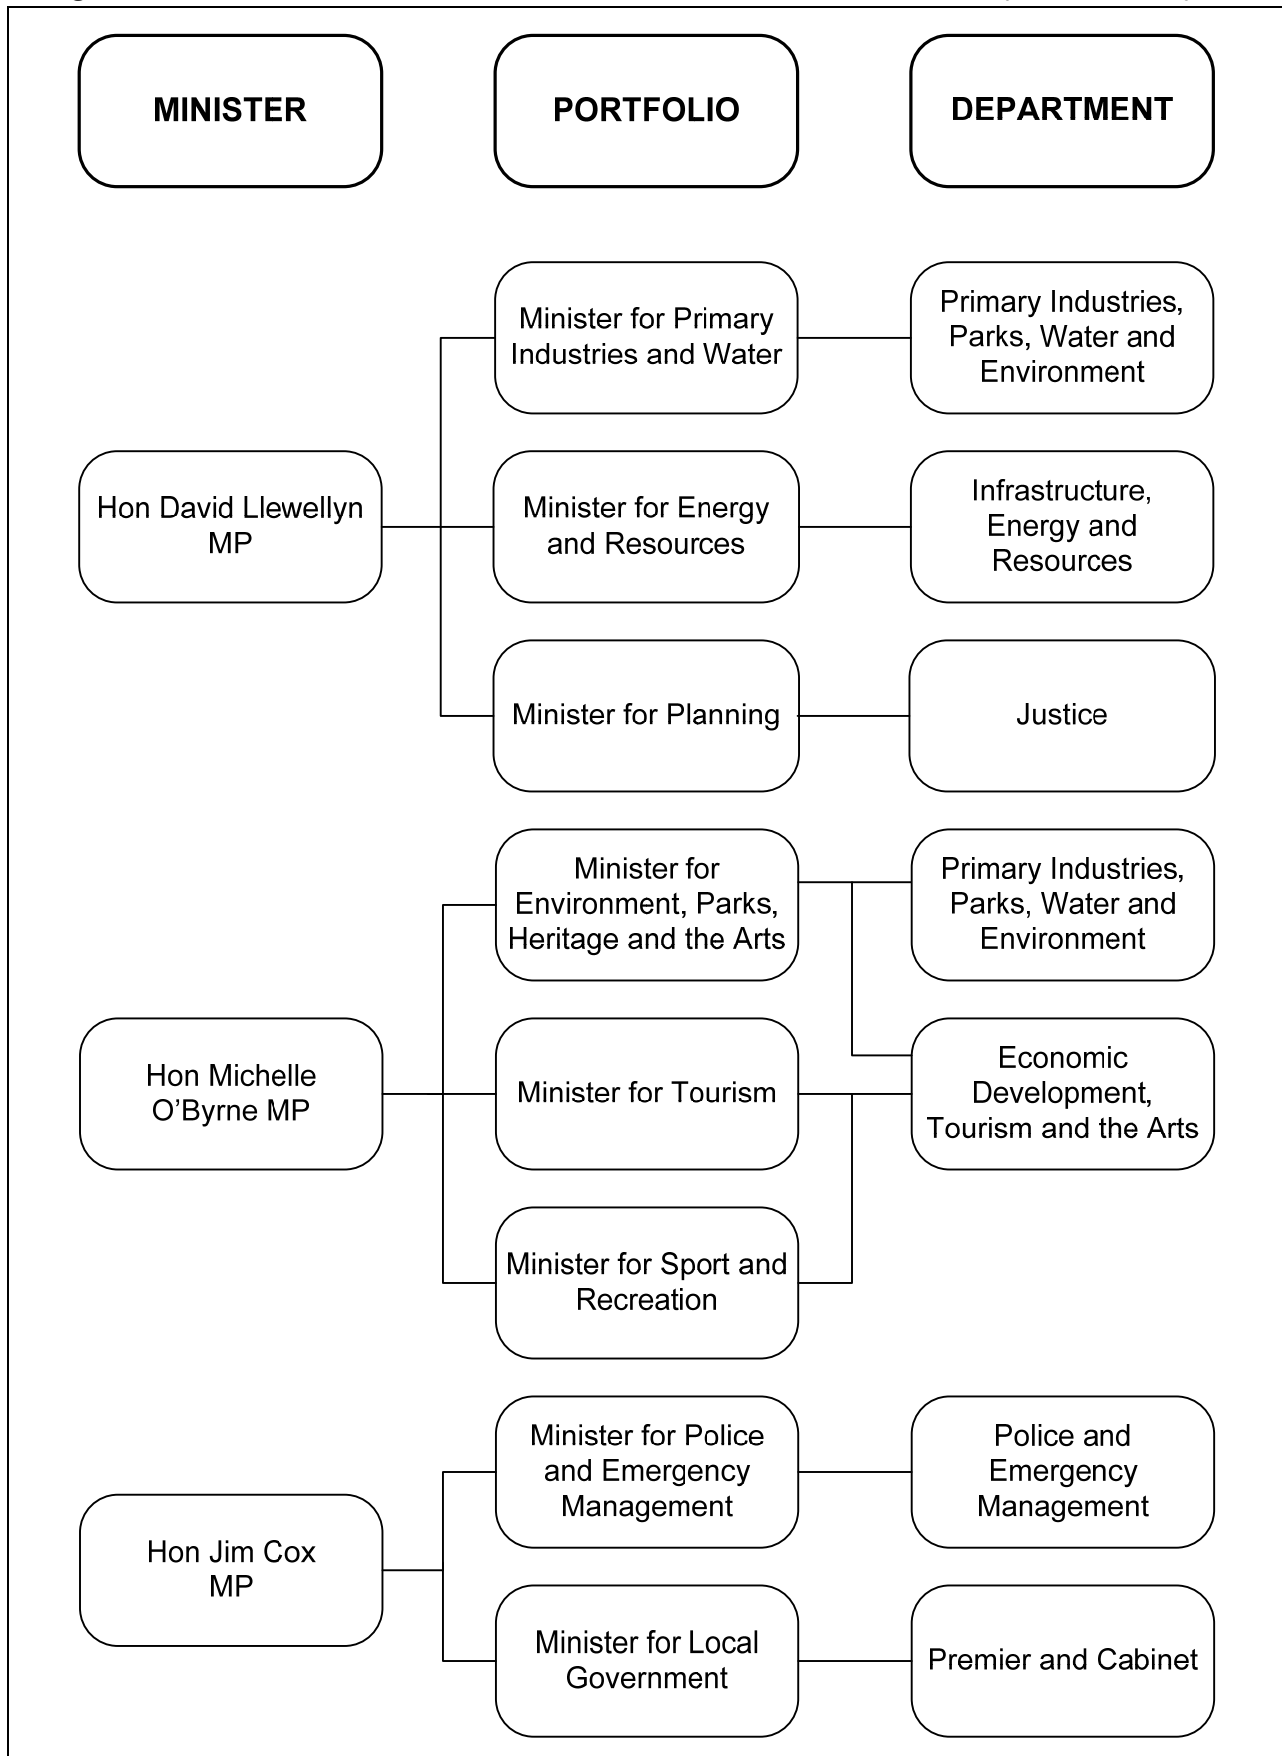 MINISTER
PORTFOLIO
DEPARTMENT
Minister for Primary
Industries and Water
Primary Industries,
Parks, Water and
Environment
Hon David Llewellyn
MP
Minister for Energy
and Resources
Infrastructure,
Energy and
Resources
Minister for Planning
Justice
Minister for
Environment, Parks,
Heritage and the Arts
Primary Industries,
Parks, Water and
Environment
Hon Michelle
O’Byrne MP
Minister for Tourism
Economic
Development,
Tourism and the Arts
Minister for Sport and
Recreation
Minister for Police
and Emergency
Management
Police and
Emergency
Management
Hon Jim Cox
MP
Minister for Local
Government
Premier and Cabinet